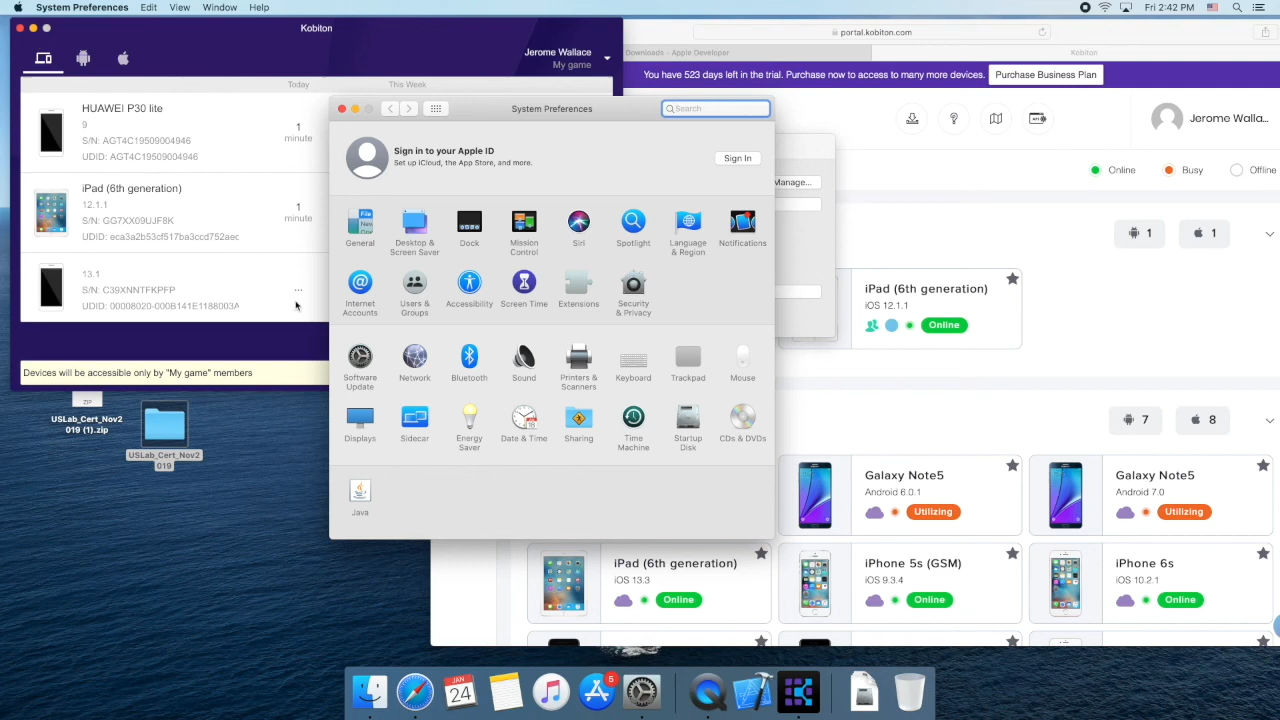 System Preferences Edit View Window Help
Fri 2:42 PM
Kobiton
Jerome Wallace
My game
Today This Week
HUAWEI P30 lite
9
S/N: AGT4C19509004946
UDID: AGT4C19509004946
1
minute
iPad (6th generation)
12.1.1
S/N: GG7XX09UJF8K
UDID: eca3a2b53cf517ba3ccd752aec
1
minute
13.1
S/N: C39XNNTFKPFP
UDID: 00008020-000B141E1188003A
...
Devices will be accessible only by "My game" members
ZIP
USLab_Cert_Nov2
019 (1).zip
USLab_Cert_Nov2
019
System Preferences
Search
Sign in to your Apple ID
Set up iCloud, the App Store, and more.
Sign In
File
New
General
Desktop &
Screen Saver
Dock
Mission
Control
Siri
Spotlight
Language
& Region
Notifications
Internet
Accounts
Users &
Groups
Accessibility
Screen Time
Extensions
Security
& Privacy
Software
Update
Network
Bluetooth
Sound
Printers &
Scanners
Keyboard
Trackpad
Mouse
Displays
Sidecar
Energy
Saver
18
Date & Time
Sharing
Time
Machine
Startup
Disk
CDs & DVDs
Java
Manage...
portal.kobiton.com
Downloads - Apple Developer
Kobiton
You have 523 days left in the trial. Purchase now to access to many more devices.
Purchase Business Plan
Jerome Walla...
Online Busy Offline
1 1
iPad (6th generation)
iOS 12.1.1
Online
7 8
Galaxy Note5
Android 6.0.1
Utilizing
Galaxy Note5
Android 7.0
Utilizing
iPad (6th generation)
iOS 13.3
Online
iPhone 5s (GSM)
iOS 9.3.4
Online
iPhone 6s
iOS 10.2.1
Online
JAN
24
5